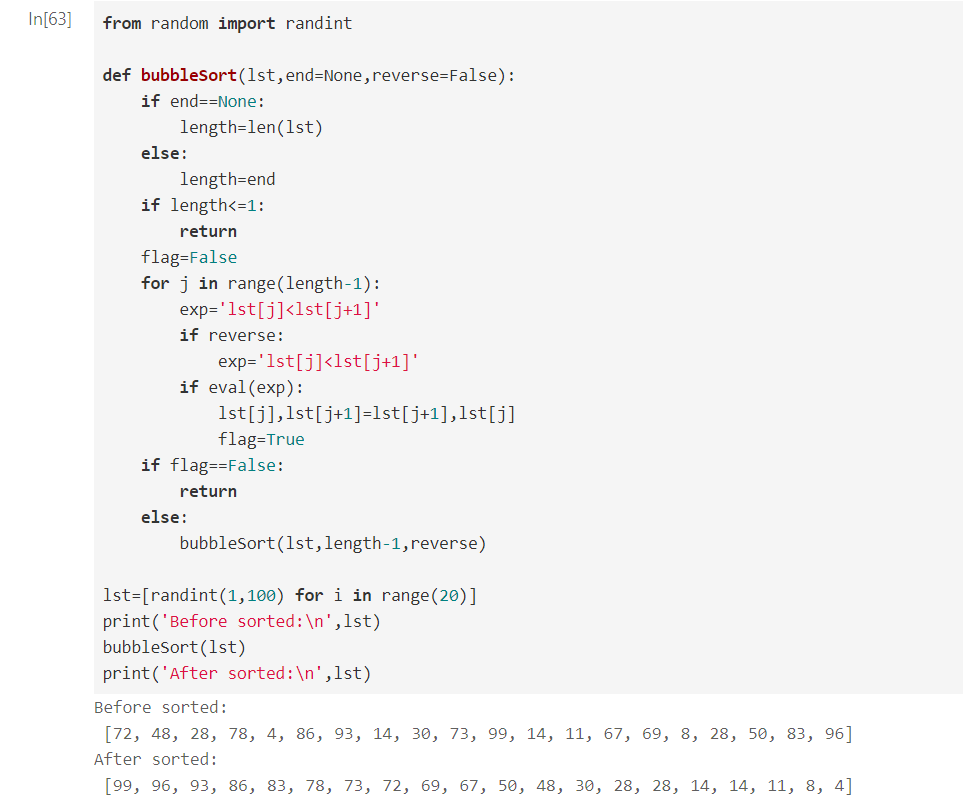 In[63]
from random import randint
def bubbleSort(lst,end=None,reverse=False):
    if end==None:
        length=len(lst)
    else:
        length=end
    if length<=1:
        return
    flag=False
    for j in range(length-1):
        exp='lst[j]<lst[j+1]'
        if reverse:
            exp='lst[j]<lst[j+1]'
        if eval(exp):
            lst[j],lst[j+1]=lst[j+1],lst[j]
            flag=True
    if flag==False:
        return
    else:
        bubbleSort(lst,length-1,reverse)
lst=[randint(1,100) for i in range(20)]
print('Before sorted:\n',lst)
bubbleSort(lst)
print('After sorted:\n',lst)
Before sorted:
 [72, 48, 28, 78, 4, 86, 93, 14, 30, 73, 99, 14, 11, 67, 69, 8, 28, 50, 83, 96]
After sorted:
 [99, 96, 93, 86, 83, 78, 73, 72, 69, 67, 50, 48, 30, 28, 28, 14, 14, 11, 8, 4]